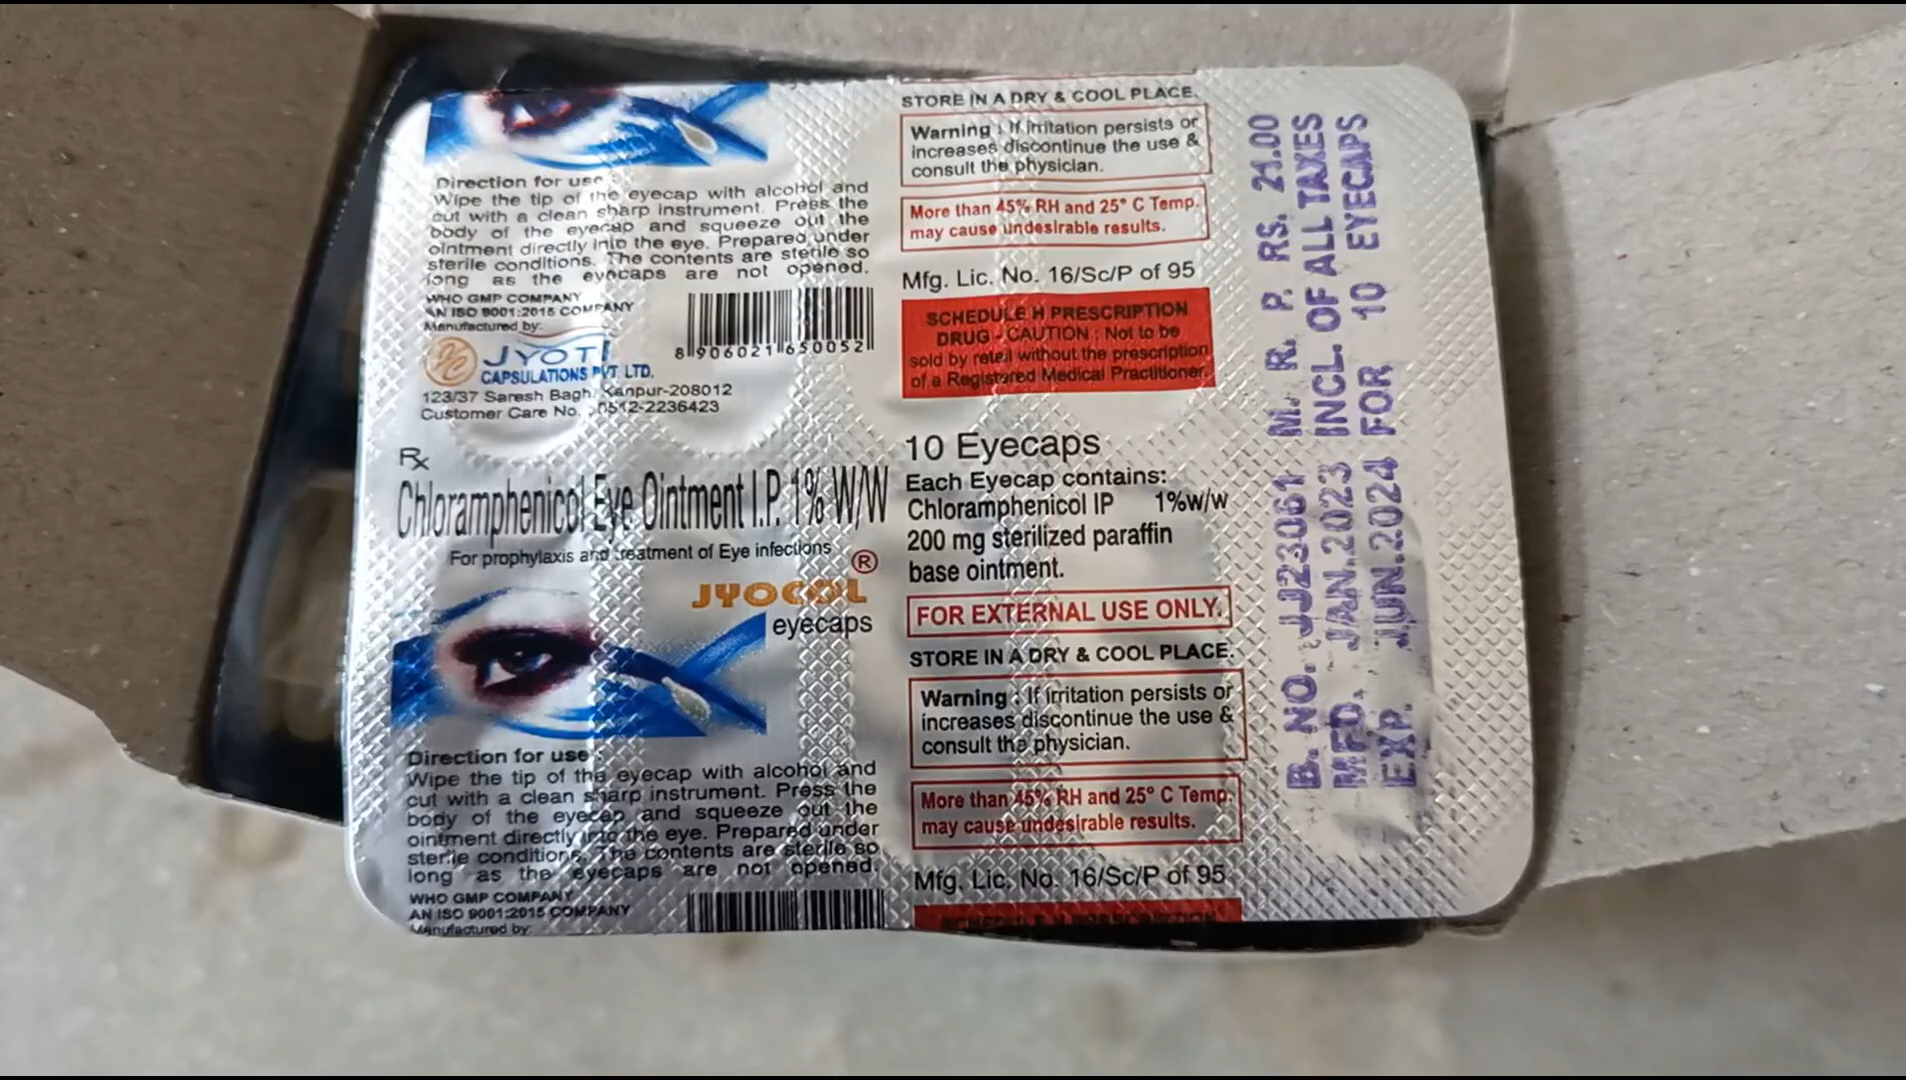 Direction for use :
Wipe the tip of the eyecap with alcohol and
cut with a clean sharp instrument. Press the
body of the eyecap and squeeze out the
ointment directly into the eye. Prepared under
sterile conditions. The contents are sterile so
long as the eyecaps are not opened.
WHO GMP COMPANY
AN ISO 9001:2015 COMPANY
Manufactured by:
JYOTI
CAPSULATIONS PVT. LTD.
123/37 Saresh Bagh, Kanpur-208012
Customer Care No. : 0512-2236423
8 906021 650052
Rx
Chloramphenicol Eye Ointment I.P. 1% W/W
For prophylaxis and treatment of Eye infections
JYOCOL ®
eyecaps
Direction for use
Wipe the tip of the eyecap with alcohol and
cut with a clean sharp instrument. Press the
body of the eyecap and squeeze out the
ointment directly into the eye. Prepared under
sterile conditions. The contents are sterile so
long as the eyecaps are not opened.
WHO GMP COMPANY
AN ISO 9001:2015 COMPANY
Manufactured by:
STORE IN A DRY & COOL PLACE.
Warning : If irritation persists or
increases discontinue the use &
consult the physician.
More than 45% RH and 25° C Temp.
may cause undesirable results.
Mfg. Lic. No. 16/Sc/P of 95
SCHEDULE H PRESCRIPTION
DRUG - CAUTION : Not to be
sold by retail without the prescription
of a Registered Medical Practitioner.
10 Eyecaps
Each Eyecap contains:
Chloramphenicol IP 1%w/w
200 mg sterilized paraffin
base ointment.
FOR EXTERNAL USE ONLY.
STORE IN A DRY & COOL PLACE.
Warning : If irritation persists or
increases discontinue the use &
consult the physician.
More than 45% RH and 25° C Temp.
may cause undesirable results.
Mfg. Lic. No. 16/Sc/P of 95
SCHEDULE H PRESCRIPTION
B. NO. JJ23061 M. R. P. RS. 21.00
MFD. JAN.2023 INCL. OF ALL TAXES
EXP. JUN.2024 FOR 10 EYECAPS